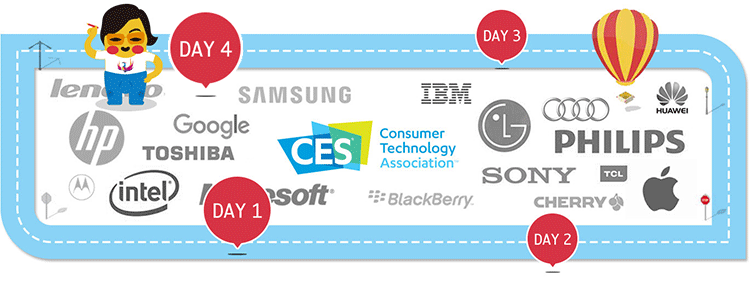 DAY 4
DAY 3
lenovo
SAMSUNG
IBM
HUAWEI
hp
Google
TOSHIBA
CES
Consumer
Technology
Association™
LG
PHILIPS
intel
Microsoft
BlackBerry
SONY
TCL
CHERRY
DAY 1
DAY 2